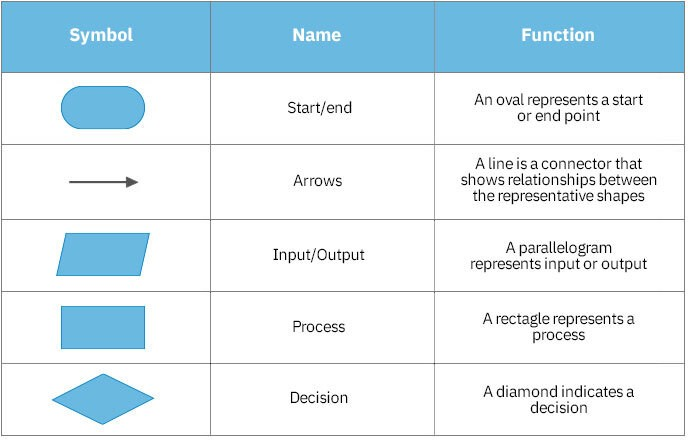 Symbol
Name
Function
Start/end
An oval represents a start
or end point
Arrows
A line is a connector that
shows relationships between
the representative shapes
Input/Output
A parallelogram
represents input or output
Process
A rectagle represents a
process
Decision
A diamond indicates a
decision